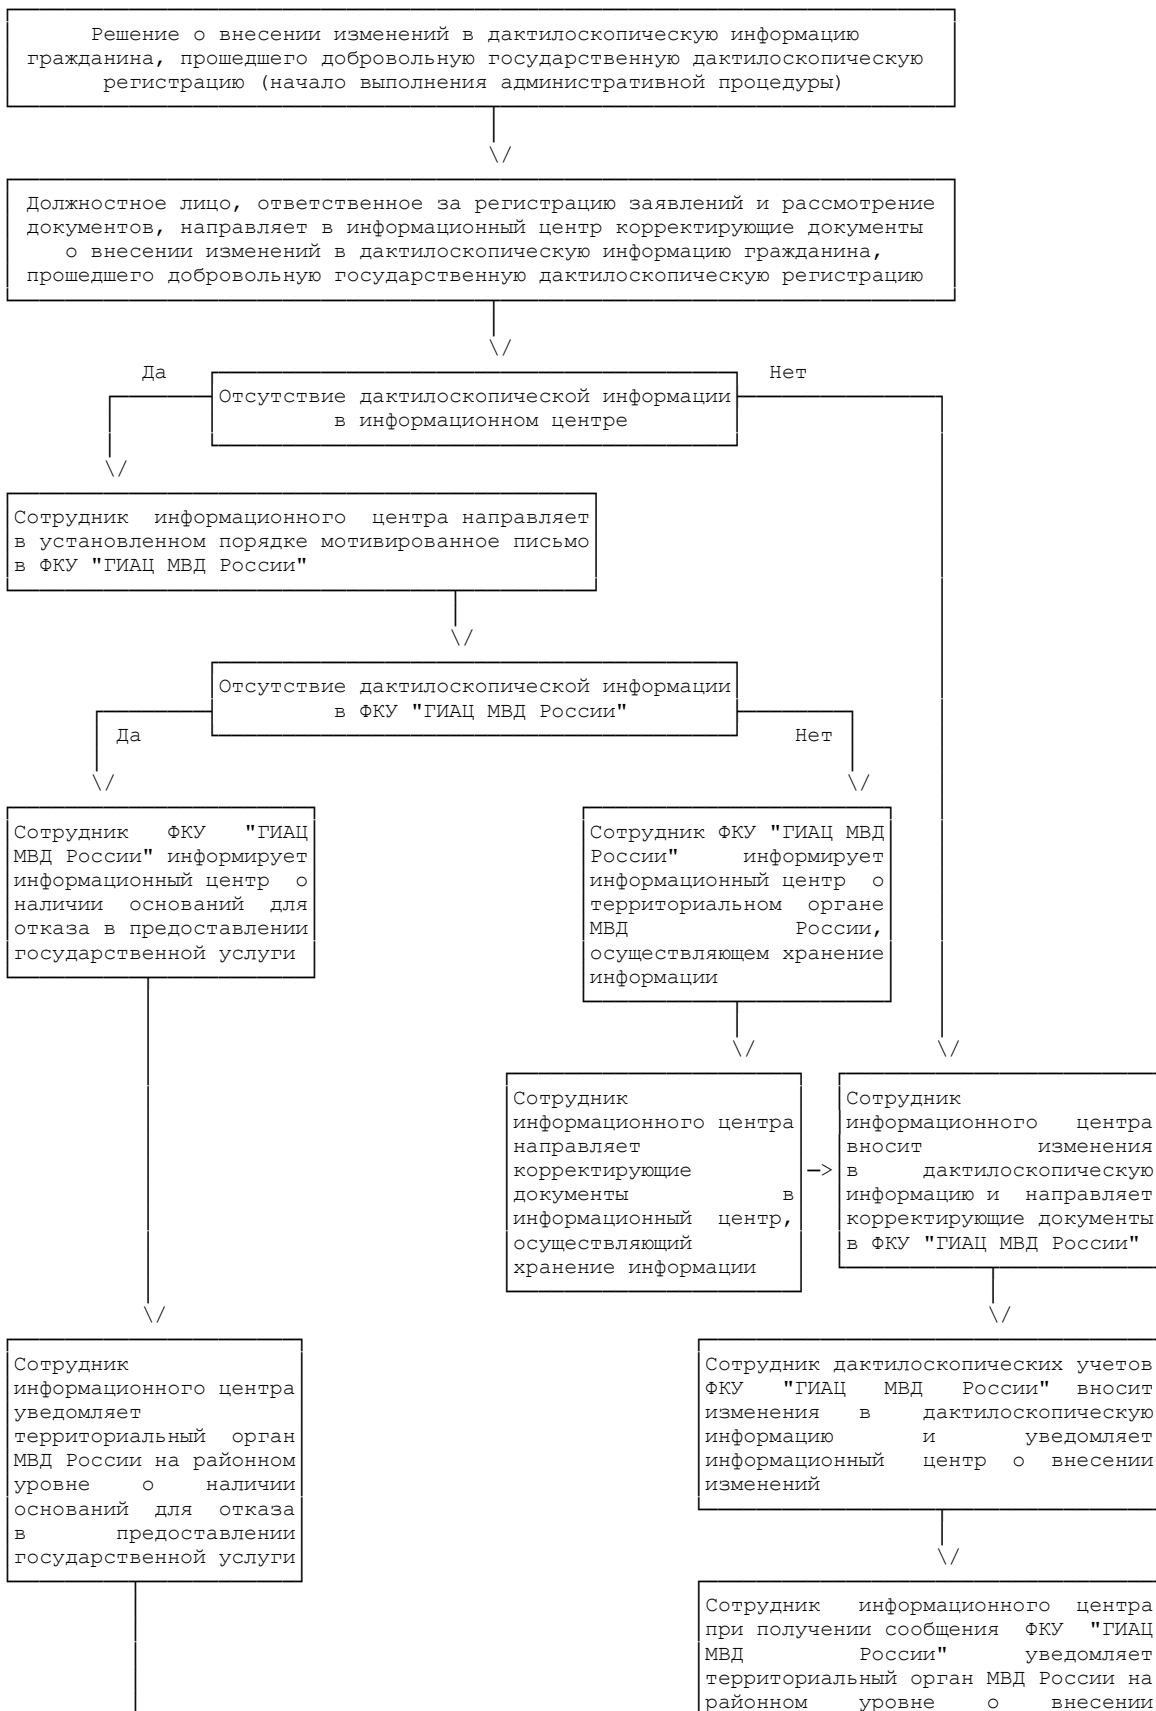 Решение о внесении изменений в дактилоскопическую информацию
гражданина, прошедшего добровольную государственную дактилоскопическую
регистрацию (начало выполнения административной процедуры)
\/
Должностное лицо, ответственное за регистрацию заявлений и рассмотрение
документов, направляет в информационный центр корректирующие документы
о внесении изменений в дактилоскопическую информацию гражданина,
прошедшего добровольную государственную дактилоскопическую регистрацию
\/
Да
Нет
Отсутствие дактилоскопической информации
в информационном центре
\/
Сотрудник информационного центра направляет
в установленном порядке мотивированное письмо
в ФКУ "ГИАЦ МВД России"
\/
Отсутствие дактилоскопической информации
в ФКУ "ГИАЦ МВД России"
Да
Нет
\/
\/
Сотрудник ФКУ "ГИАЦ
МВД России" информирует
информационный центр о
наличии оснований для
отказа в предоставлении
государственной услуги
Сотрудник ФКУ "ГИАЦ МВД
России" информирует
информационный центр о
территориальном органе
МВД России,
осуществляющем хранение
информации
\/
\/
Сотрудник
информационного центра
направляет
корректирующие
документы в
информационный центр,
осуществляющий
хранение информации
->
Сотрудник
информационного центра
вносит изменения
в дактилоскопическую
информацию и направляет
корректирующие документы
в ФКУ "ГИАЦ МВД России"
\/
\/
Сотрудник
информационного центра
уведомляет
территориальный орган
МВД России на районном
уровне о наличии
оснований для отказа
в предоставлении
государственной услуги
Сотрудник дактилоскопических учетов
ФКУ "ГИАЦ МВД России" вносит
изменения в дактилоскопическую
информацию и уведомляет
информационный центр о внесении
изменений
\/
Сотрудник информационного центра
при получении сообщения ФКУ "ГИАЦ
МВД России" уведомляет
территориальный орган МВД России на
районном уровне о внесении